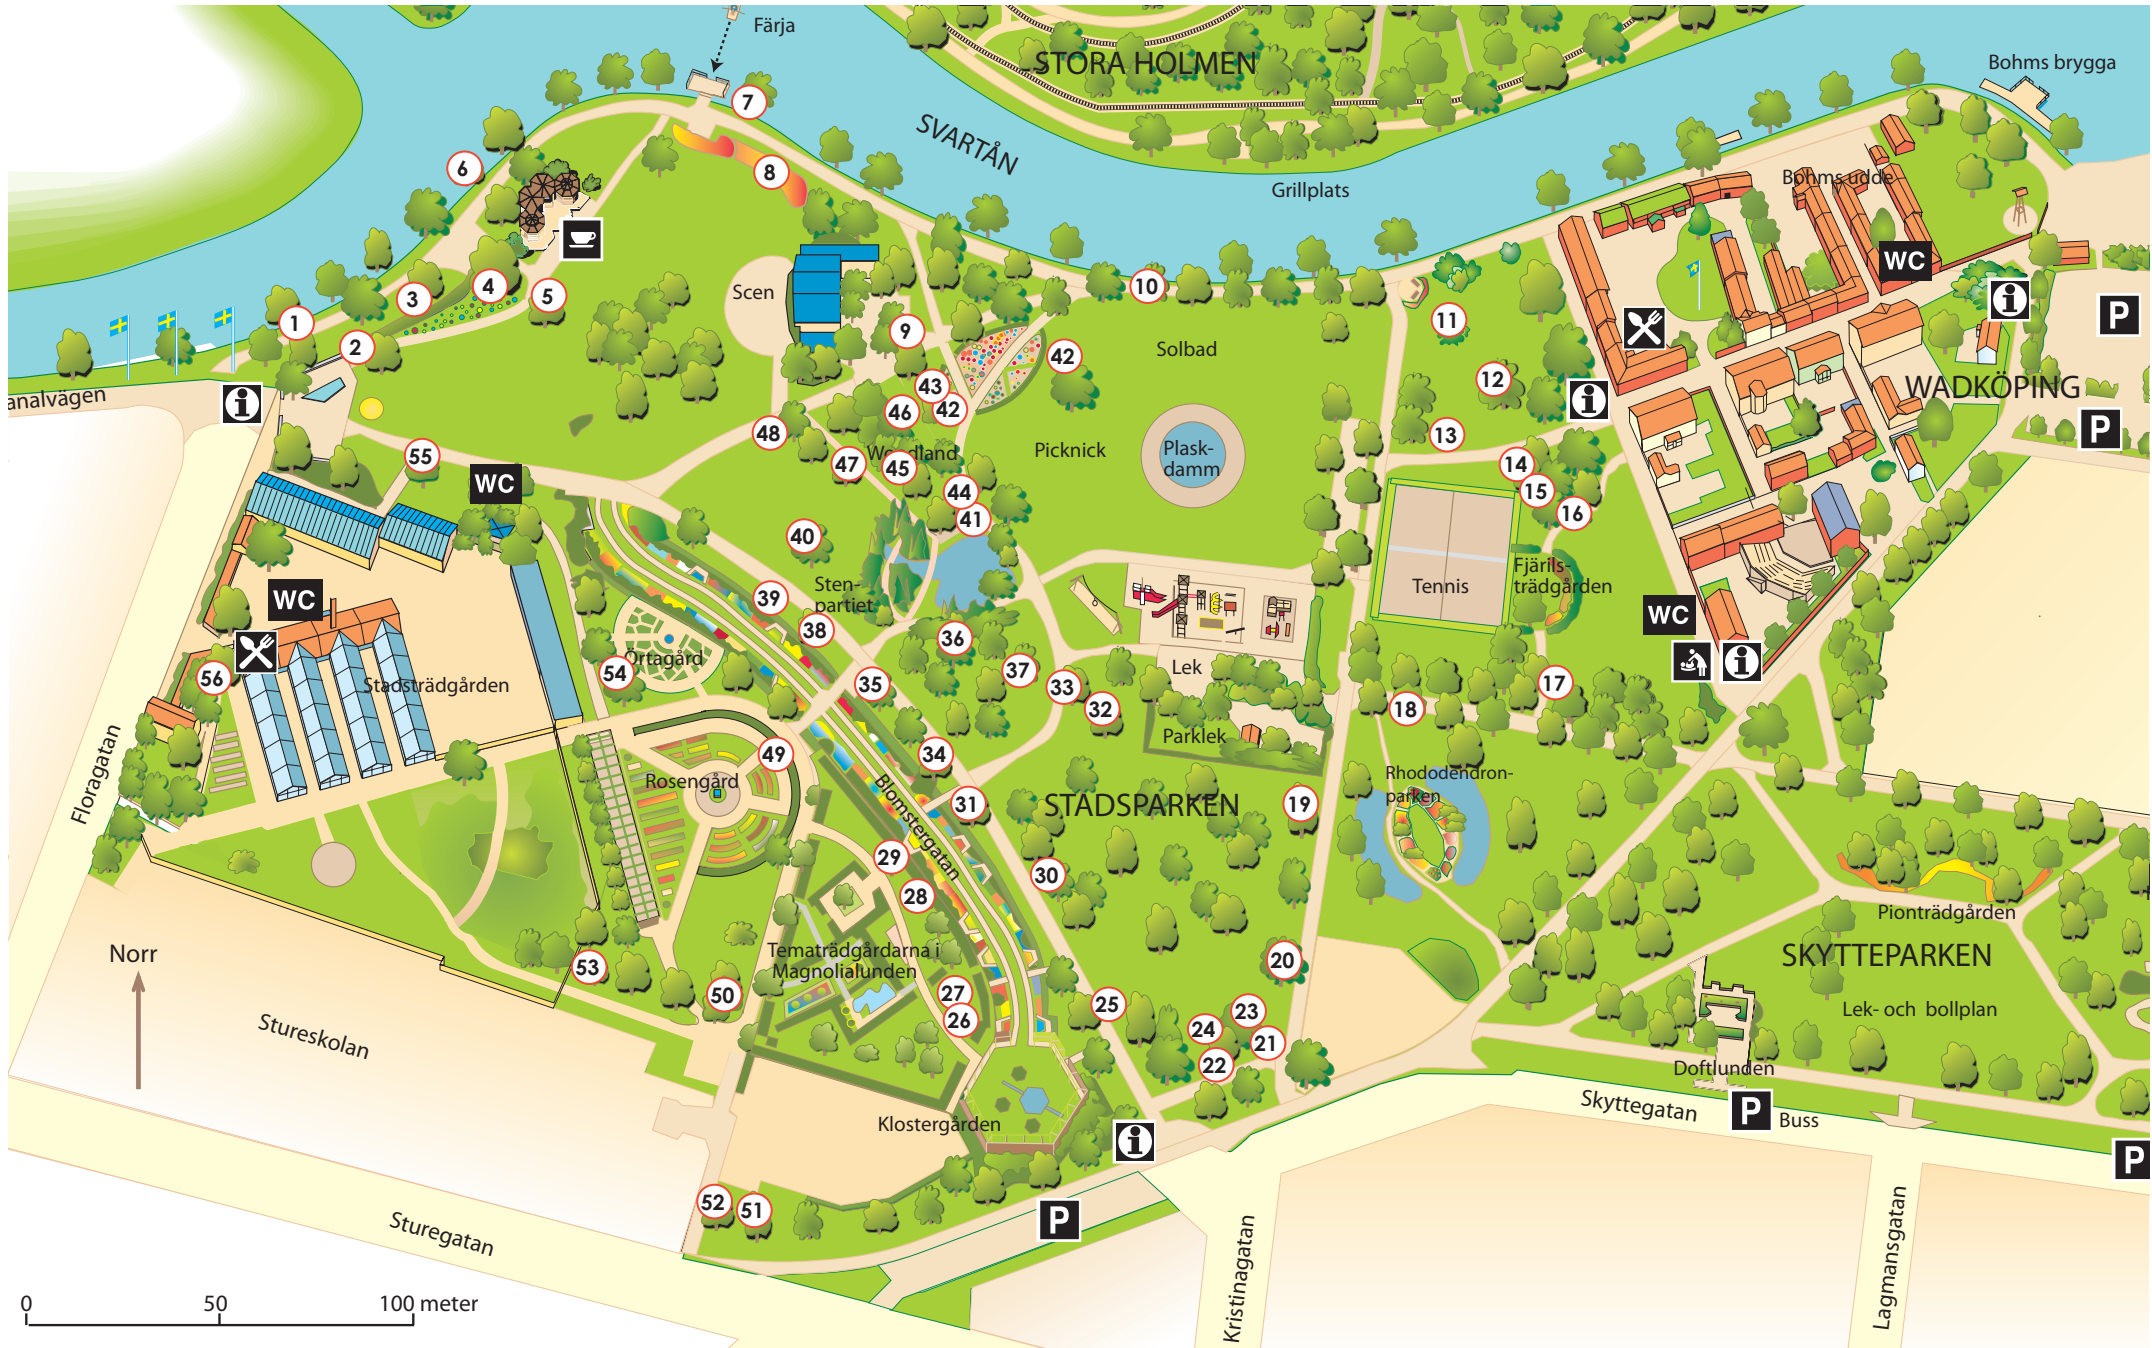 Färja
STORA HOLMEN
Bohms brygga
7
SVARTÅN
6
8
Bohms udde
Grillplats
WC
i
P
Scen
10
3
4
5
1
2
9
11
Solbad
42
43
42
46
12
i
i
WADKÖPING
P
analvägen
48
13
Picknick
Plask-
damm
Woodland
47
45
55
WC
14
15
16
44
41
40
Fjärils-
trädgården
Tennis
Sten-
partiet
39
38
WC
WC
i
36
37
33
32
35
Lek
Örtagård
54
56
Stadsträdgården
17
18
Parklek
34
49
Rosengård
Floragatan
Rhododendron-
parken
STADSPARKEN
19
31
Blomstergatan
29
30
28
Pionträdgården
SKYTTEPARKEN
Lek- och bollplan
Norr
Tematrädgårdarna i
Magnolialunden
53
50
27
26
20
25
23
24
21
22
Stureskolan
Doftlunden
Klostergården
i
Skyttegatan
P
Buss
P
52
51
P
Sturegatan
Kristinagatan
Lagmansgatan
0 50 100 meter